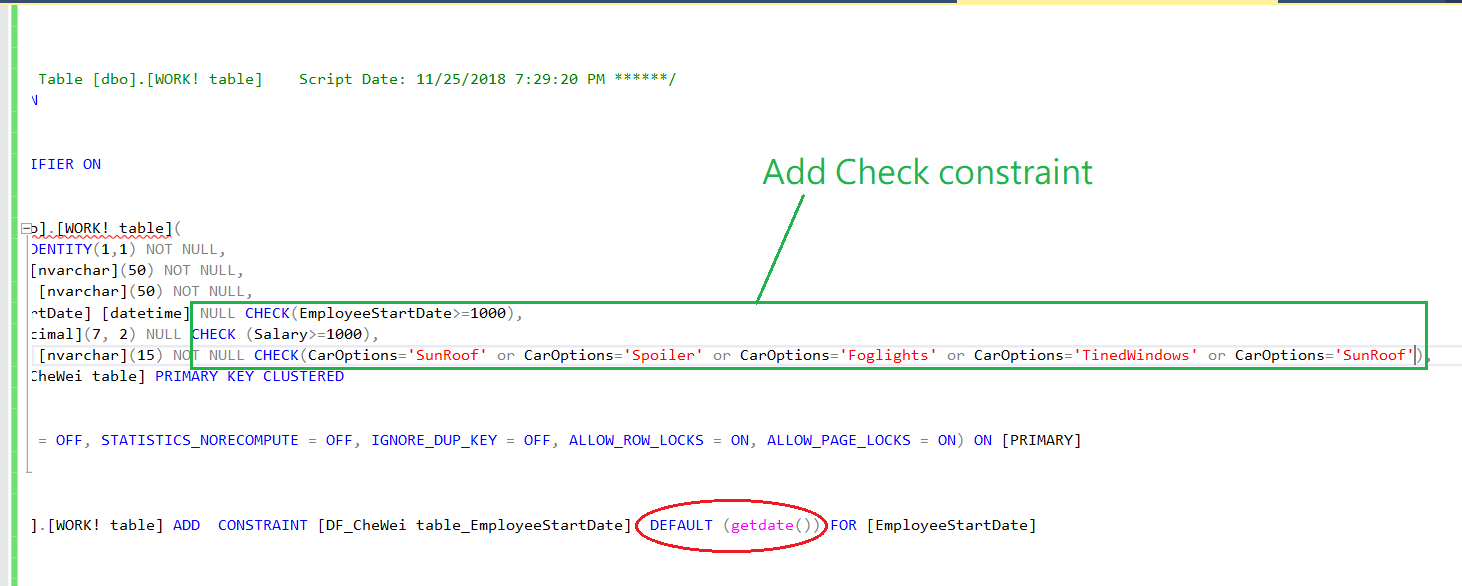 Table [dbo].[WORK! table]    Script Date: 11/25/2018 7:29:20 PM ******/
N
IFIER ON
Add Check constraint
o].[WORK! table](
DENTITY(1,1) NOT NULL,
[nvarchar](50) NOT NULL,
[nvarchar](50) NOT NULL,
rtDate] [datetime] NULL CHECK(EmployeeStartDate>=1000),
cimal](7, 2) NULL CHECK (Salary>=1000),
[nvarchar](15) NOT NULL CHECK(CarOptions='SunRoof' or CarOptions='Spoiler' or CarOptions='Foglights' or CarOptions='TinedWindows' or CarOptions='SunRoof'),
CheWei table] PRIMARY KEY CLUSTERED
= OFF, STATISTICS_NORECOMPUTE = OFF, IGNORE_DUP_KEY = OFF, ALLOW_ROW_LOCKS = ON, ALLOW_PAGE_LOCKS = ON) ON [PRIMARY]
].[WORK! table] ADD  CONSTRAINT [DF_CheWei table_EmployeeStartDate]  DEFAULT (getdate()) FOR [EmployeeStartDate]